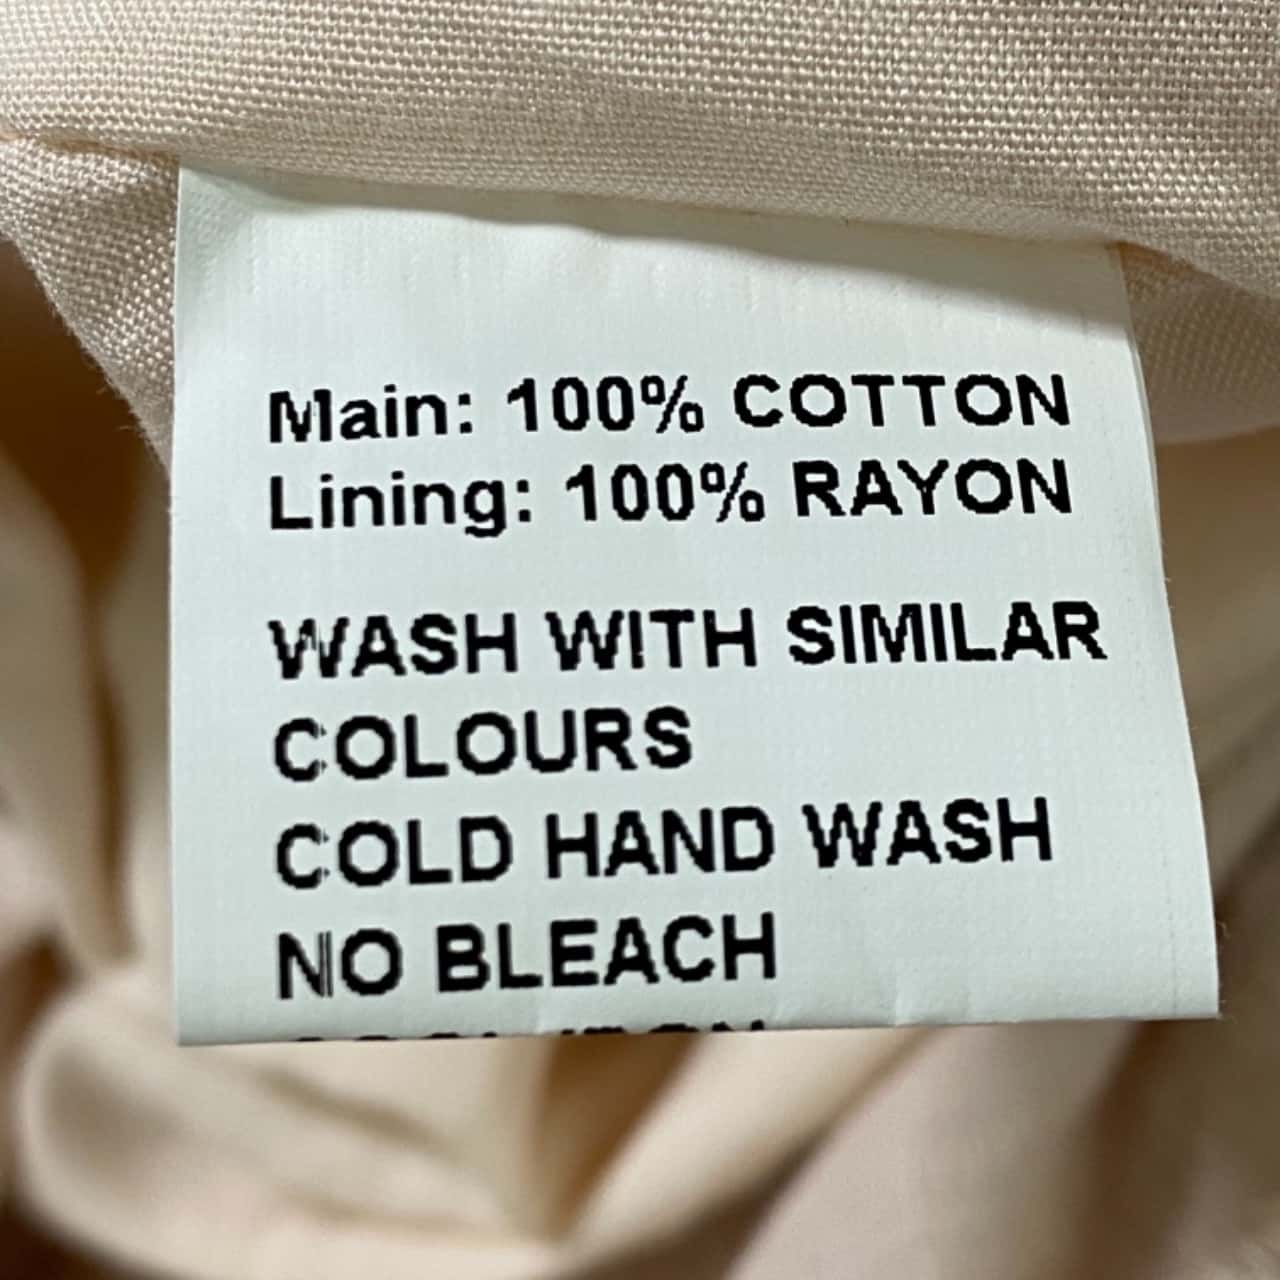 Main: 100% COTTON
Lining: 100% RAYON
WASH WITH SIMILAR
COLOURS
COLD HAND WASH
NO BLEACH